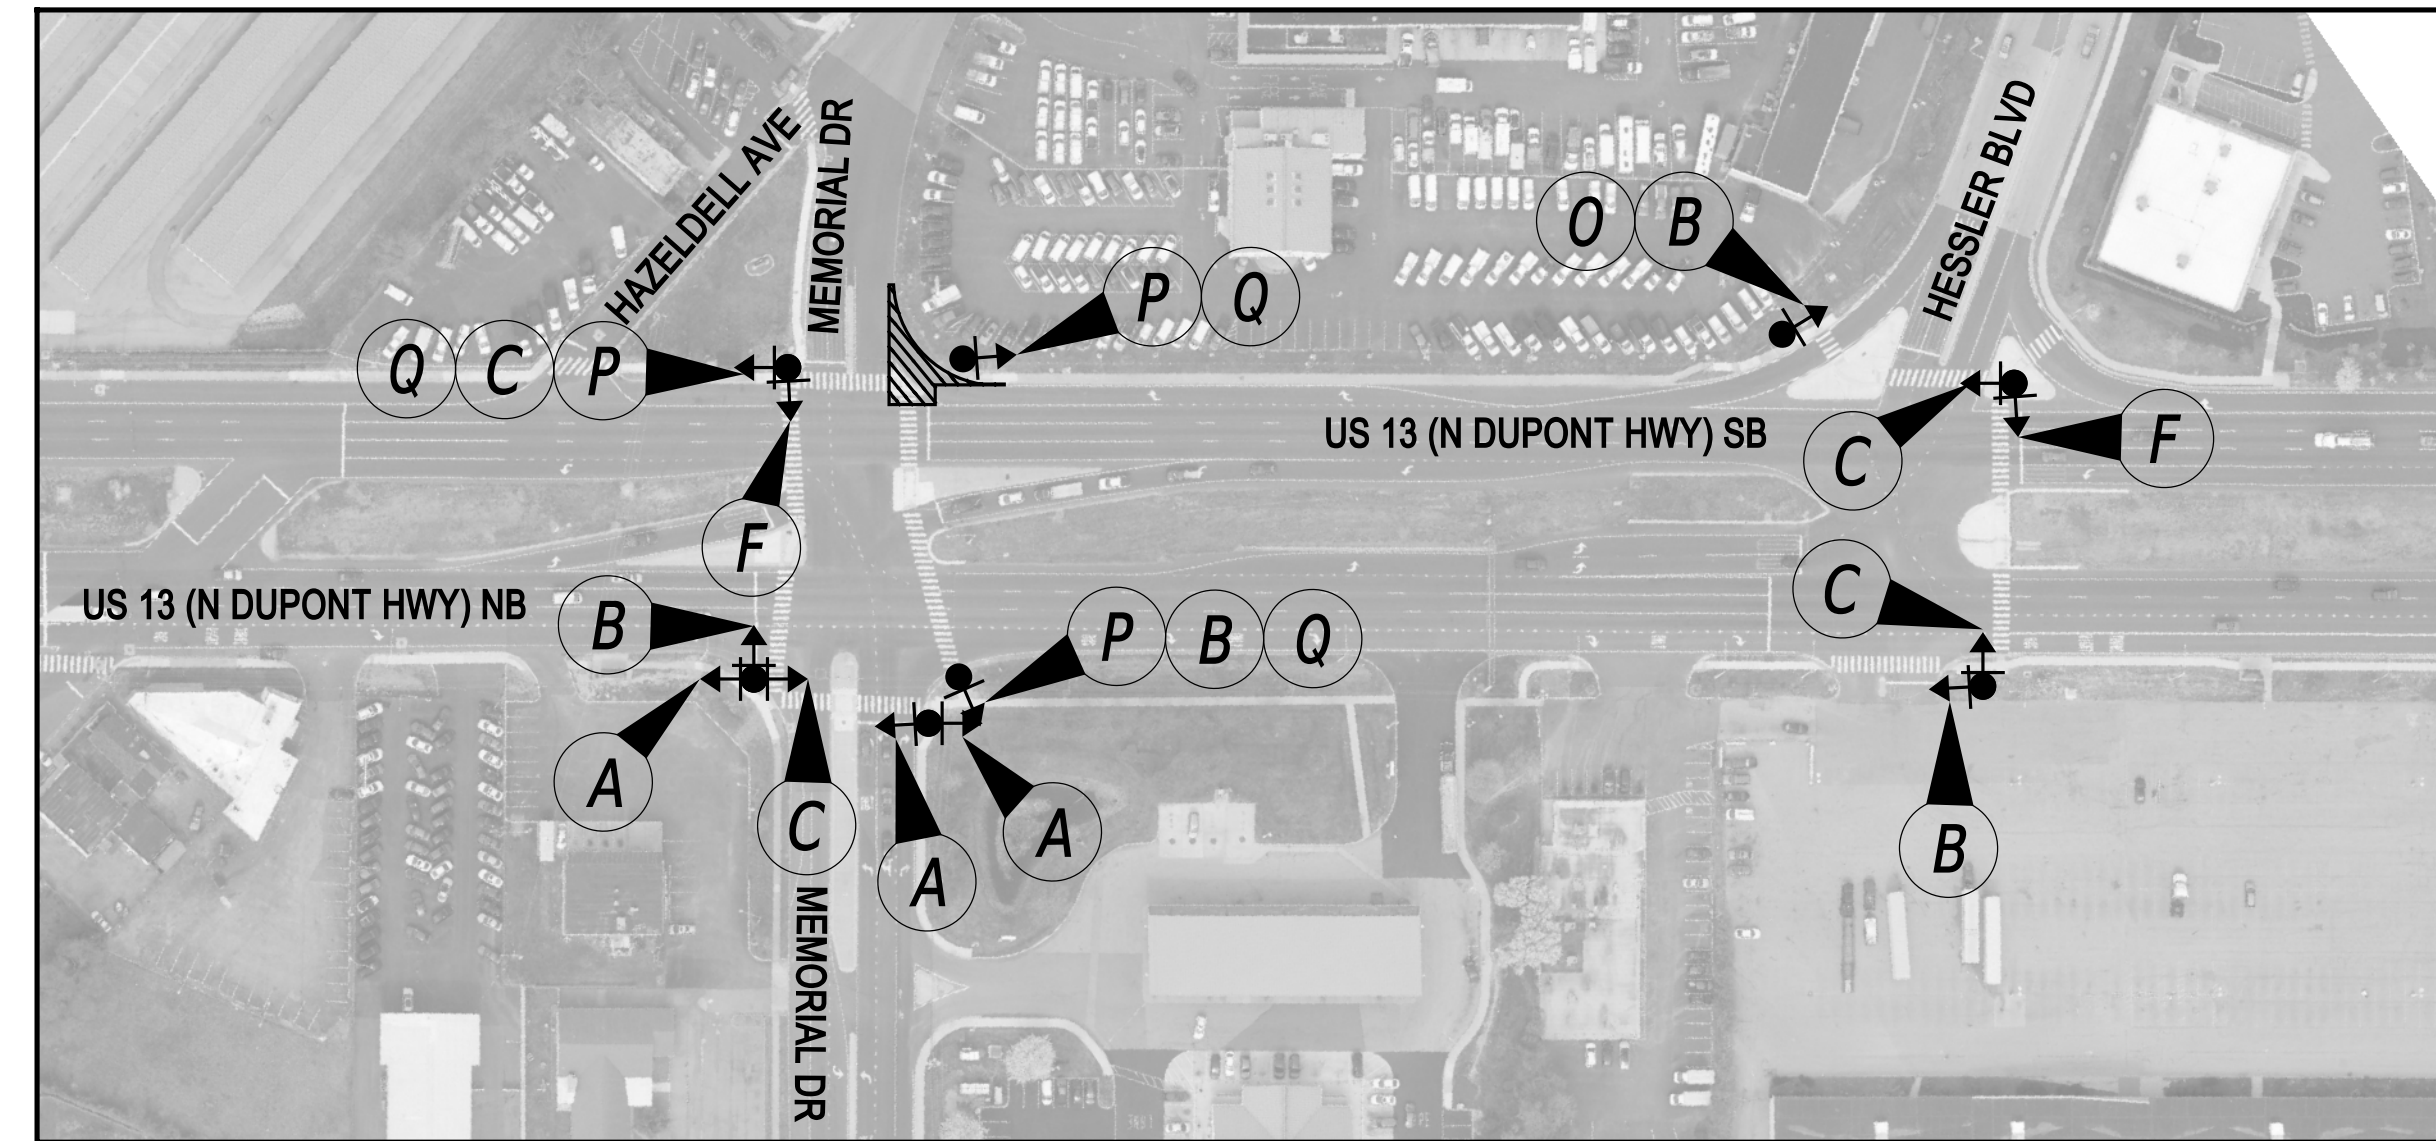 HAZELDELL AVE
MEMORIAL DR
HESSLER BLVD
O B
P Q
Q C P
US 13 (N DUPONT HWY) SB
C
F
F
C
US 13 (N DUPONT HWY) NB
B
P B Q
A
C
A
A
B
MEMORIAL DR